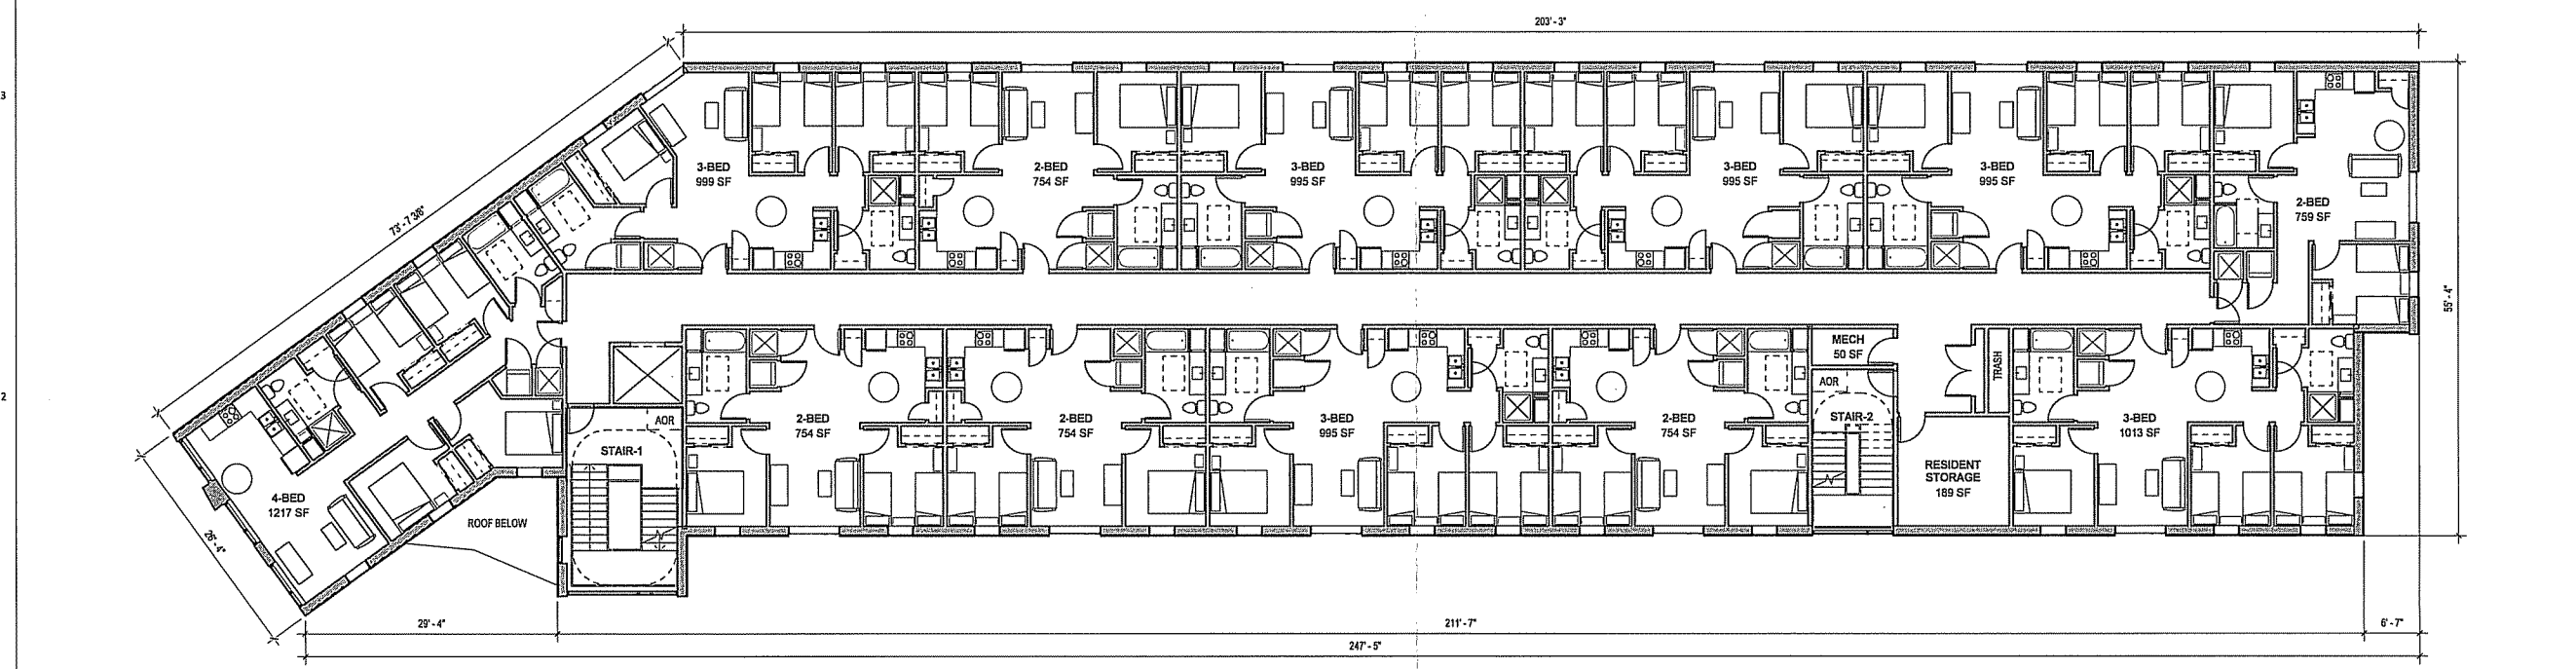 203' - 3"
3
3-BED
999 SF
2-BED
754 SF
3-BED
995 SF
3-BED
995 SF
3-BED
995 SF
2-BED
759 SF
73' - 7 3/8"
55' - 4"
MECH
50 SF
TRASH
AOR
2
AOR
STAIR-1
2-BED
754 SF
2-BED
754 SF
3-BED
995 SF
2-BED
754 SF
STAIR-2
3-BED
1013 SF
RESIDENT
STORAGE
189 SF
4-BED
1217 SF
ROOF BELOW
26' - 4"
29' - 4"
211' - 7"
6' - 7"
247' - 5"